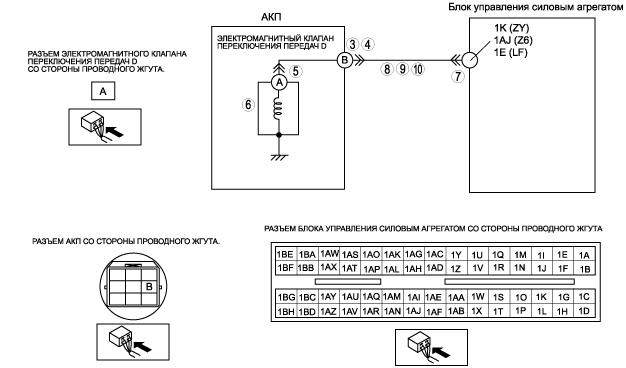 АКП
Блок управления силовым агрегатом
ЭЛЕКТРОМАГНИТНЫЙ КЛАПАН
ПЕРЕКЛЮЧЕНИЯ ПЕРЕДАЧ D
3 4
1K (ZY)
1AJ (Z6)
1E (LF)
РАЗЪЕМ ЭЛЕКТРОМАГНИТНОГО КЛАПАНА
ПЕРЕКЛЮЧЕНИЯ ПЕРЕДАЧ D
СО СТОРОНЫ ПРОВОДНОГО ЖГУТА.
A
B
5
A
8 9 10
7
6
РАЗЪЕМ АКП СО СТОРОНЫ ПРОВОДНОГО ЖГУТА.
B
РАЗЪЕМ БЛОКА УПРАВЛЕНИЯ СИЛОВЫМ АГРЕГАТОМ СО СТОРОНЫ ПРОВОДНОГО ЖГУТА
1BE 1BA 1AW 1AS 1AO 1AK 1AG 1AC 1Y 1U 1Q 1M 1I 1E 1A
1BF 1BB 1AX 1AT 1AP 1AL 1AH 1AD 1Z 1V 1R 1N 1J 1F 1B
1BG 1BC 1AY 1AU 1AQ 1AM 1AI 1AE 1AA 1W 1S 1O 1K 1G 1C
1BH 1BD 1AZ 1AV 1AR 1AN 1AJ 1AF 1AB 1X 1T 1P 1L 1H 1D